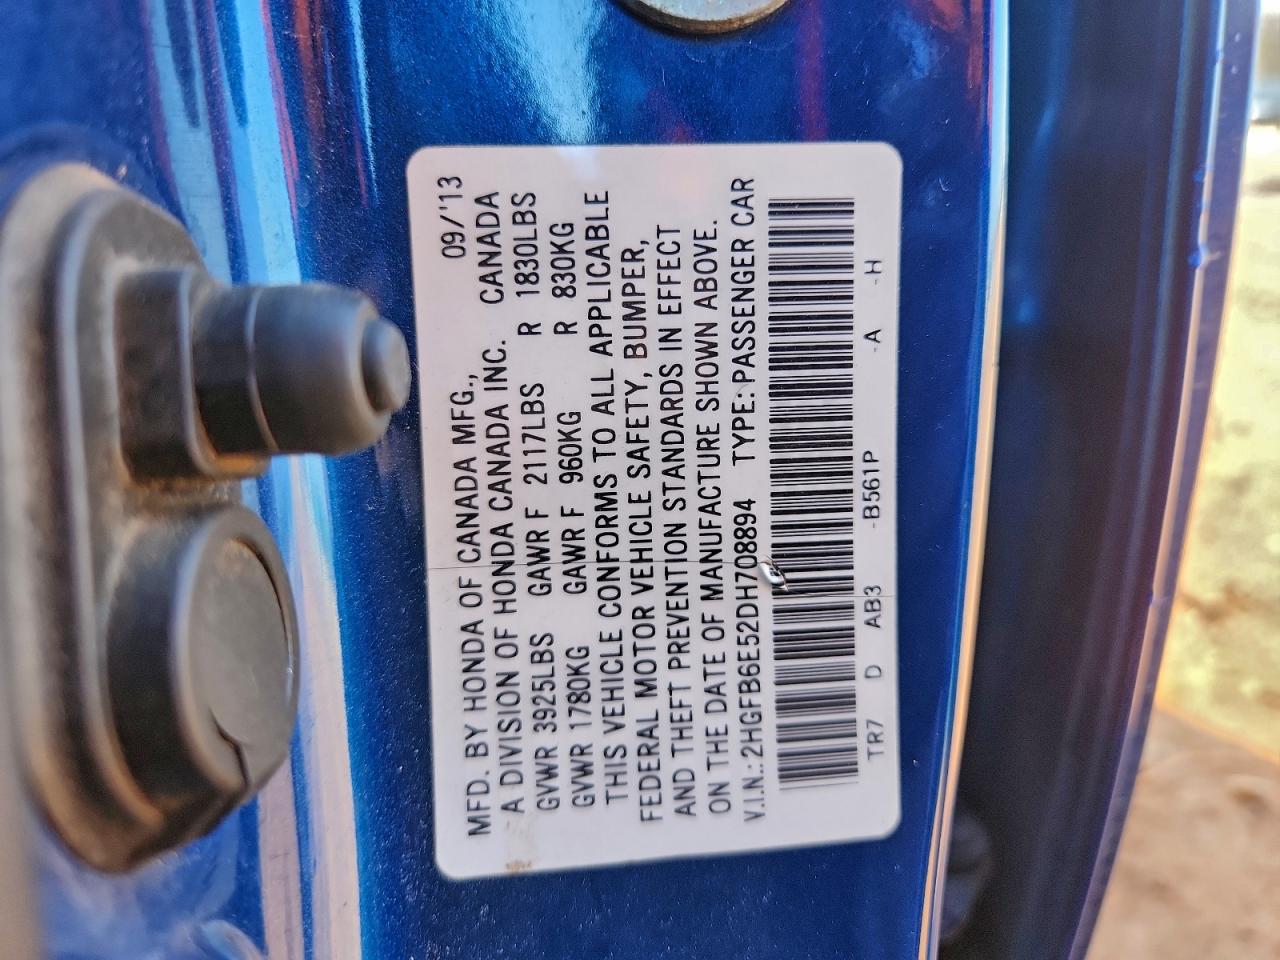 MFD. BY HONDA OF CANADA MFG., 09/'13
A DIVISION OF HONDA CANADA INC. CANADA
GVWR 3925LBS GAWR F 2117LBS R 1830LBS
GVWR 1780KG GAWR F 960KG R 830KG
THIS VEHICLE CONFORMS TO ALL APPLICABLE
FEDERAL MOTOR VEHICLE SAFETY, BUMPER,
AND THEFT PREVENTION STANDARDS IN EFFECT
ON THE DATE OF MANUFACTURE SHOWN ABOVE.
V.I.N.: 2HGFB6E52DH708894 TYPE: PASSENGER CAR
TR7 D AB3 -B561P -A -H